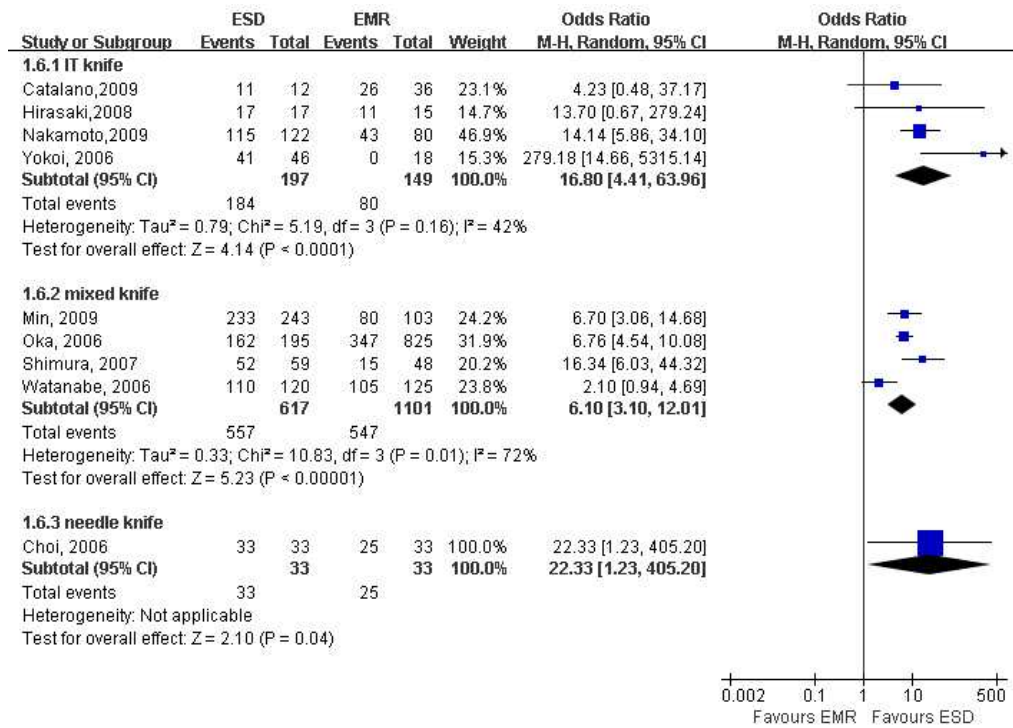 ESD EMR Odds Ratio Odds Ratio
Study or Subgroup Events Total Events Total Weight M-H, Random, 95% CI M-H, Random, 95% CI
1.6.1 IT knife
Catalano,2009 11 12 26 36 23.1% 4.23 [0.48, 37.17]
Hirasaki,2008 17 17 11 15 14.7% 13.70 [0.67, 279.24]
Nakamoto,2009 115 122 43 80 46.9% 14.14 [5.86, 34.10]
Yokoi, 2006 41 46 0 18 15.3% 279.18 [14.66, 5315.14]
Subtotal (95% CI) 197 149 100.0% 16.80 [4.41, 63.96]
Total events 184 80
Heterogeneity: Tau² = 0.79; Chi² = 5.19, df = 3 (P = 0.16); I² = 42%
Test for overall effect: Z = 4.14 (P < 0.0001)
1.6.2 mixed knife
Min, 2009 233 243 80 103 24.2% 6.70 [3.06, 14.68]
Oka, 2006 162 195 347 825 31.9% 6.76 [4.54, 10.08]
Shimura, 2007 52 59 15 48 20.2% 16.34 [6.03, 44.32]
Watanabe, 2006 110 120 105 125 23.8% 2.10 [0.94, 4.69]
Subtotal (95% CI) 617 1101 100.0% 6.10 [3.10, 12.01]
Total events 557 547
Heterogeneity: Tau² = 0.33; Chi² = 10.83, df = 3 (P = 0.01); I² = 72%
Test for overall effect: Z = 5.23 (P < 0.00001)
1.6.3 needle knife
Choi, 2006 33 33 25 33 100.0% 22.33 [1.23, 405.20]
Subtotal (95% CI) 33 33 100.0% 22.33 [1.23, 405.20]
Total events 33 25
Heterogeneity: Not applicable
Test for overall effect: Z = 2.10 (P = 0.04)
0.002 0.1 1 10 500
Favours EMR Favours ESD